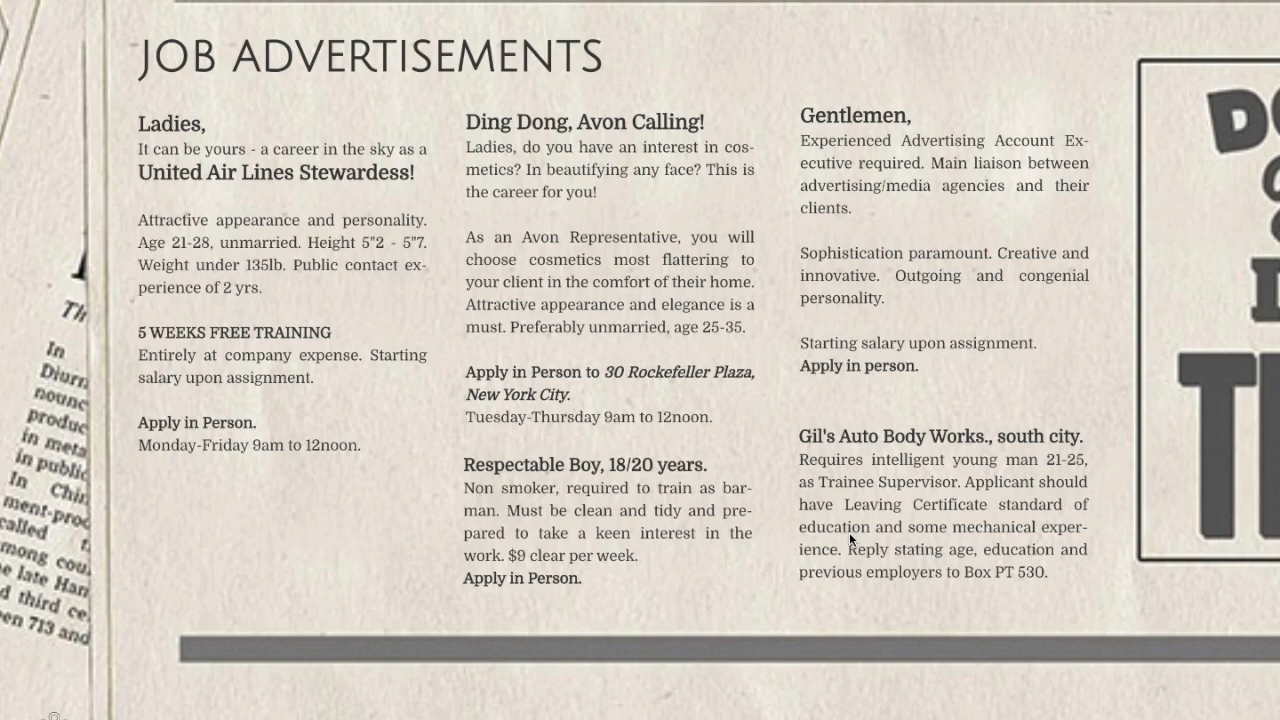 JOB ADVERTISEMENTS
Ladies,
It can be yours - a career in the sky as a
United Air Lines Stewardess!
Attractive appearance and personality.
Age 21-28, unmarried. Height 5"2 - 5"7.
Weight under 135lb. Public contact ex-
perience of 2 yrs.
5 WEEKS FREE TRAINING
Entirely at company expense. Starting
salary upon assignment.
Apply in Person.
Monday-Friday 9am to 12noon.
Ding Dong, Avon Calling!
Ladies, do you have an interest in cos-
metics? In beautifying any face? This is
the career for you!
As an Avon Representative, you will
choose cosmetics most flattering to
your client in the comfort of their home.
Attractive appearance and elegance is a
must. Preferably unmarried, age 25-35.
Apply in Person to 30 Rockefeller Plaza,
New York City.
Tuesday-Thursday 9am to 12noon.
Respectable Boy, 18/20 years.
Non smoker, required to train as bar-
man. Must be clean and tidy and pre-
pared to take a keen interest in the
work. $9 clear per week.
Apply in Person.
Gentlemen,
Experienced Advertising Account Ex-
ecutive required. Main liaison between
advertising/media agencies and their
clients.
Sophistication paramount. Creative and
innovative. Outgoing and congenial
personality.
Starting salary upon assignment.
Apply in person.
Gil's Auto Body Works., south city.
Requires intelligent young man 21-25,
as Trainee Supervisor. Applicant should
have Leaving Certificate standard of
education and some mechanical exper-
ience. Reply stating age, education and
previous employers to Box PT 530.
Th
In
Diurn
nounc
produc
in meta
in public
In Chin
ment-prod
called t
mong cou
e late Han
d third ce
en 713 and